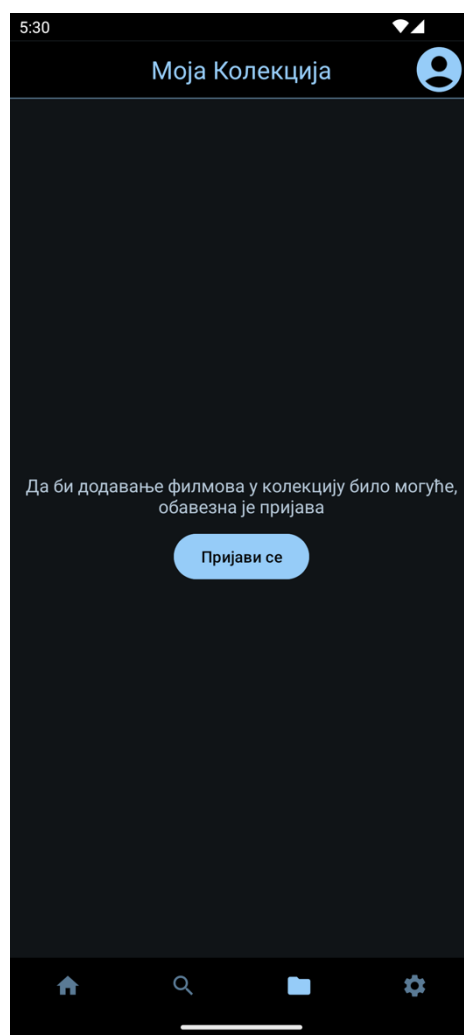 5:30
Моја Колекција
Да би додавање филмова у колекцију било могуће,
обавезна је пријава
Пријави се